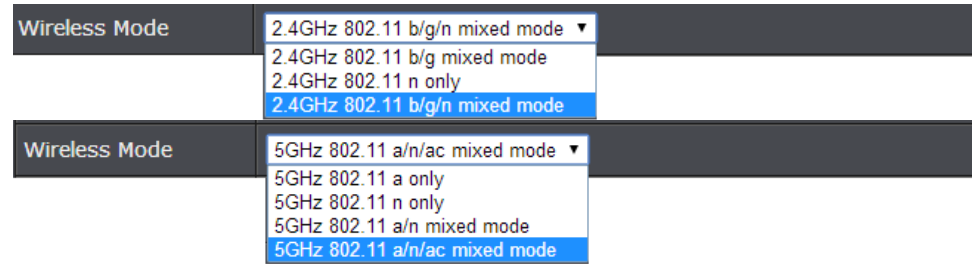 Wireless Mode 2.4GHz 802.11 b/g/n mixed mode ▼
2.4GHz 802.11 b/g mixed mode
2.4GHz 802.11 n only
2.4GHz 802.11 b/g/n mixed mode
Wireless Mode 5GHz 802.11 a/n/ac mixed mode ▼
5GHz 802.11 a only
5GHz 802.11 n only
5GHz 802.11 a/n mixed mode
5GHz 802.11 a/n/ac mixed mode